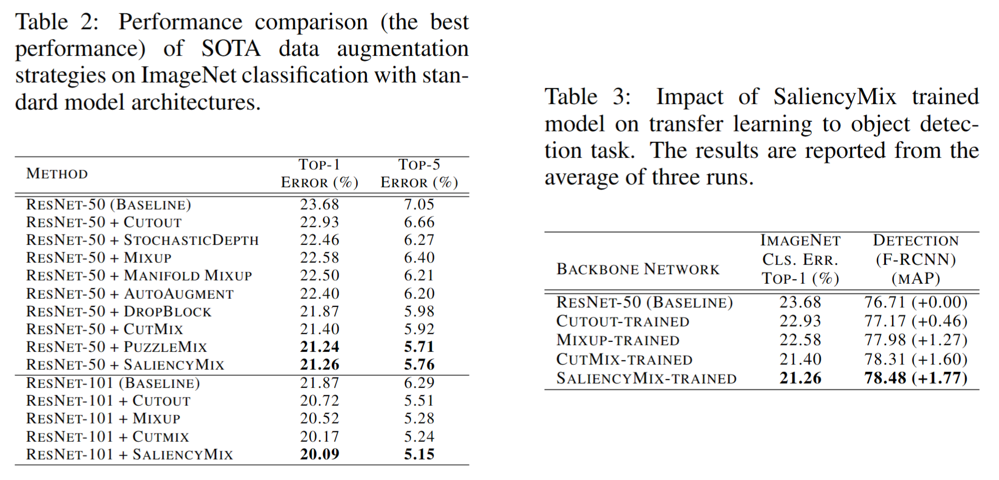 Table 2: Performance comparison (the best
performance) of SOTA data augmentation
strategies on ImageNet classification with stan-
dard model architectures.
METHOD TOP-1 ERROR (%) TOP-5 ERROR (%)
RESNET-50 (BASELINE) 23.68 7.05
RESNET-50 + CUTOUT 22.93 6.66
RESNET-50 + STOCHASTICDEPTH 22.46 6.27
RESNET-50 + MIXUP 22.58 6.40
RESNET-50 + MANIFOLD MIXUP 22.50 6.21
RESNET-50 + AUTOAUGMENT 22.40 6.20
RESNET-50 + DROPBLOCK 21.87 5.98
RESNET-50 + CUTMIX 21.40 5.92
RESNET-50 + PUZZLEMIX 21.24 5.71
RESNET-50 + SALIENCYMIX 21.26 5.76
RESNET-101 (BASELINE) 21.87 6.29
RESNET-101 + CUTOUT 20.72 5.51
RESNET-101 + MIXUP 20.52 5.28
RESNET-101 + CUTMIX 20.17 5.24
RESNET-101 + SALIENCYMIX 20.09 5.15
Table 3: Impact of SaliencyMix trained
model on transfer learning to object detec-
tion task. The results are reported from the
average of three runs.
BACKBONE NETWORK IMAGENET CLS. ERR. TOP-1 (%) DETECTION (F-RCNN) (MAP)
RESNET-50 (BASELINE) 23.68 76.71 (+0.00)
CUTOUT-TRAINED 22.93 77.17 (+0.46)
MIXUP-TRAINED 22.58 77.98 (+1.27)
CUTMIX-TRAINED 21.40 78.31 (+1.60)
SALIENCYMIX-TRAINED 21.26 78.48 (+1.77)